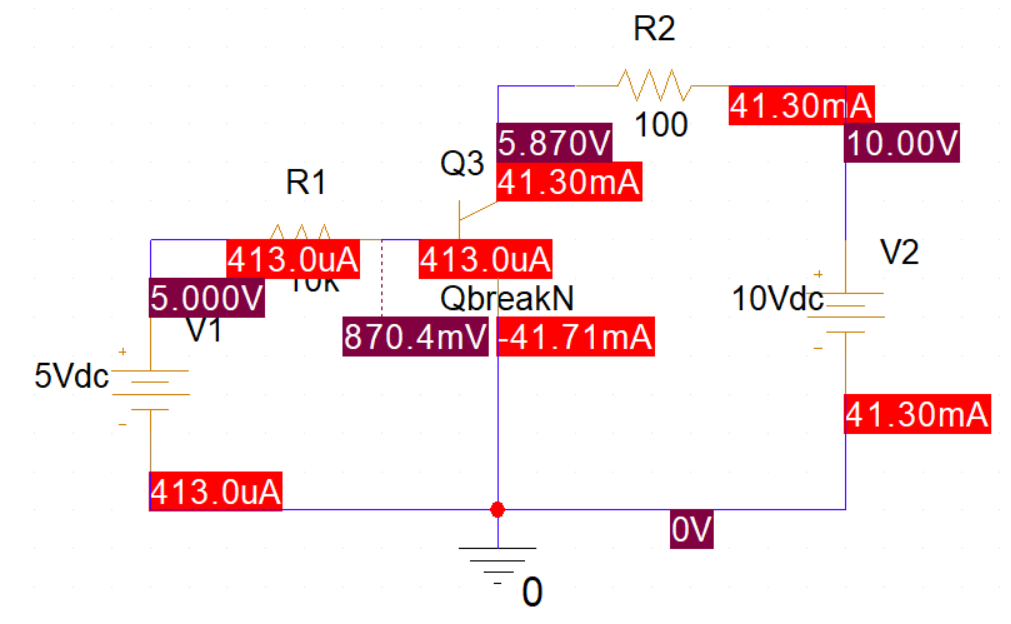 R2
100
41.30mA
5.870V
10.00V
Q3
41.30mA
R1
413.0uA
413.0uA
10k
V2
5.000V
QbreakN
10Vdc
V1
870.4mV
-41.71mA
+
-
5Vdc
+
-
41.30mA
413.0uA
0V
0